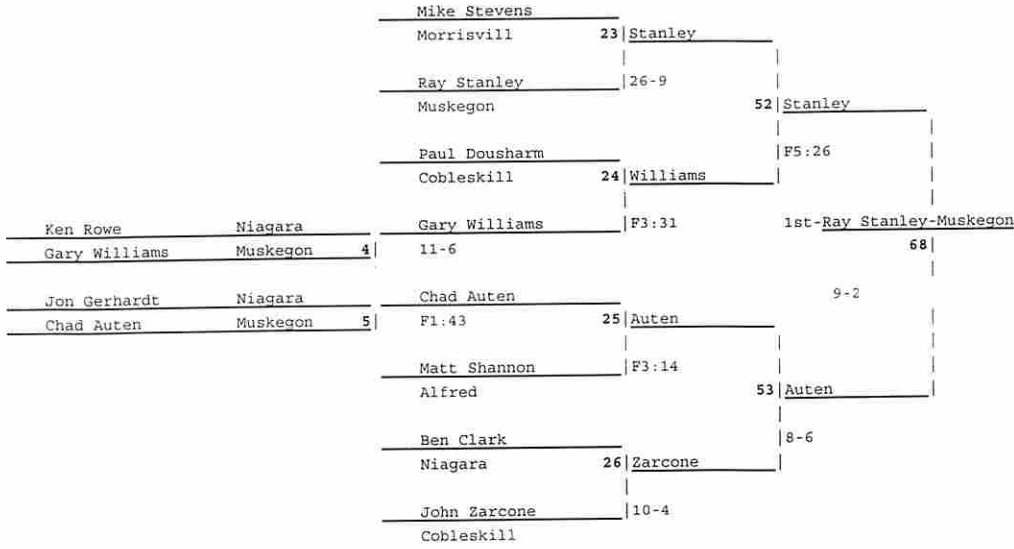 Mike Stevens
Morrisvill 23 Stanley
Ray Stanley 26-9
Muskegon 52 Stanley
Paul Dousharm F5:26
Cobleskill 24 Williams
Ken Rowe Niagara Gary Williams F3:31 1st-Ray Stanley-Muskegon
Gary Williams Muskegon 4 11-6 68
Jon Gerhardt Niagara Chad Auten 9-2
Chad Auten Muskegon 5 F1:43 25 Auten
Matt Shannon F3:14
Alfred 53 Auten
Ben Clark 8-6
Niagara 26 Zarcone
John Zarcone 10-4
Cobleskill